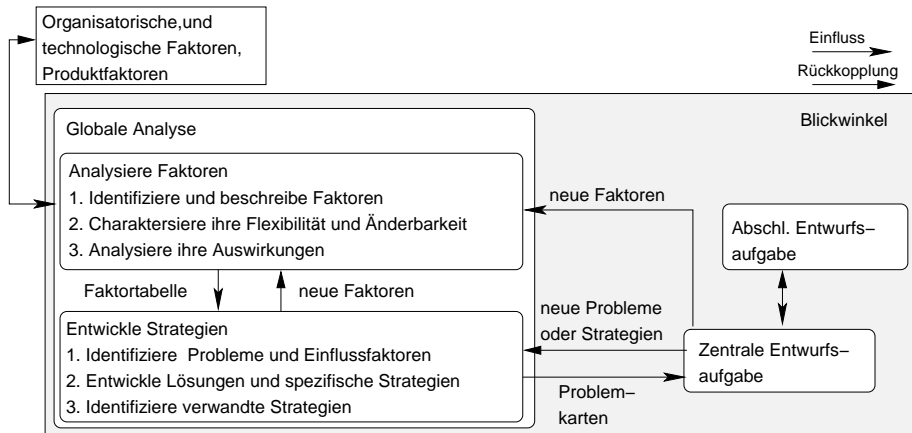 Organisatorische,und
technologische Faktoren,
Produktfaktoren
Einfluss
Rückkopplung
Blickwinkel
Globale Analyse
Analysiere Faktoren
1. Identifiziere und beschreibe Faktoren
2. Charaktersiere ihre Flexibilität und Änderbarkeit
3. Analysiere ihre Auswirkungen
neue Faktoren
Abschl. Entwurfs−
aufgabe
Faktortabelle
neue Faktoren
neue Probleme
oder Strategien
Entwickle Strategien
1. Identifiziere Probleme und Einflussfaktoren
2. Entwickle Lösungen und spezifische Strategien
3. Identifiziere verwandte Strategien
Zentrale Entwurfs−
aufgabe
Problem−
karten